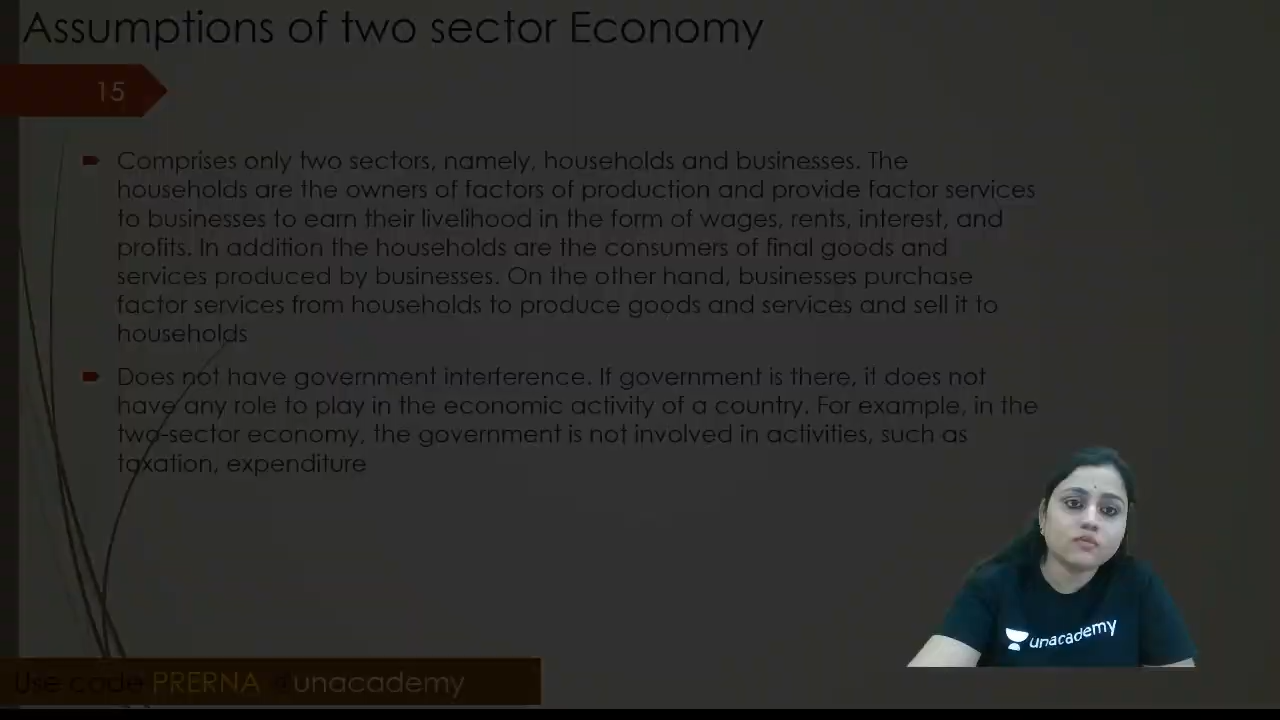 Assumptions of two sector Economy
15
Comprises only two sectors, namely, households and businesses. The
households are the owners of factors of production and provide factor services
to businesses to earn their livelihood in the form of wages, rents, interest, and
profits. In addition the households are the consumers of final goods and
services produced by businesses. On the other hand, businesses purchase
factor services from households to produce goods and services and sell it to
households
Does not have government interference. If government is there, it does not
have any role to play in the economic activity of a country. For example, in the
two-sector economy, the government is not involved in activities, such as
taxation, expenditure
unacademy
Use code PRERNA @unacademy